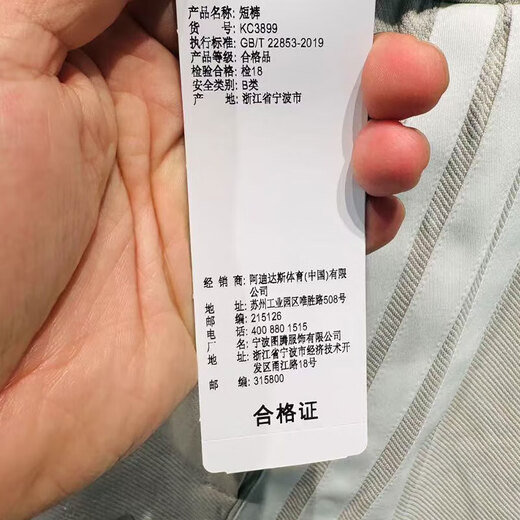 产品名称: 短裤
货 号: KC3899
执行标准: GB/T 22853-2019
产品等级: 合格品
检验合格: 检18
安全类别: B类
产 地: 浙江省宁波市
经 销 商: 阿迪达斯体育(中国)有限
公司
地 址: 苏州工业园区唯胜路508号
邮 编: 215126
电 话: 400 880 1515
厂 名: 宁波图腾服饰有限公司
地 址: 浙江省宁波市经济技术开
发区甬江路18号
邮 编: 315800
合格证